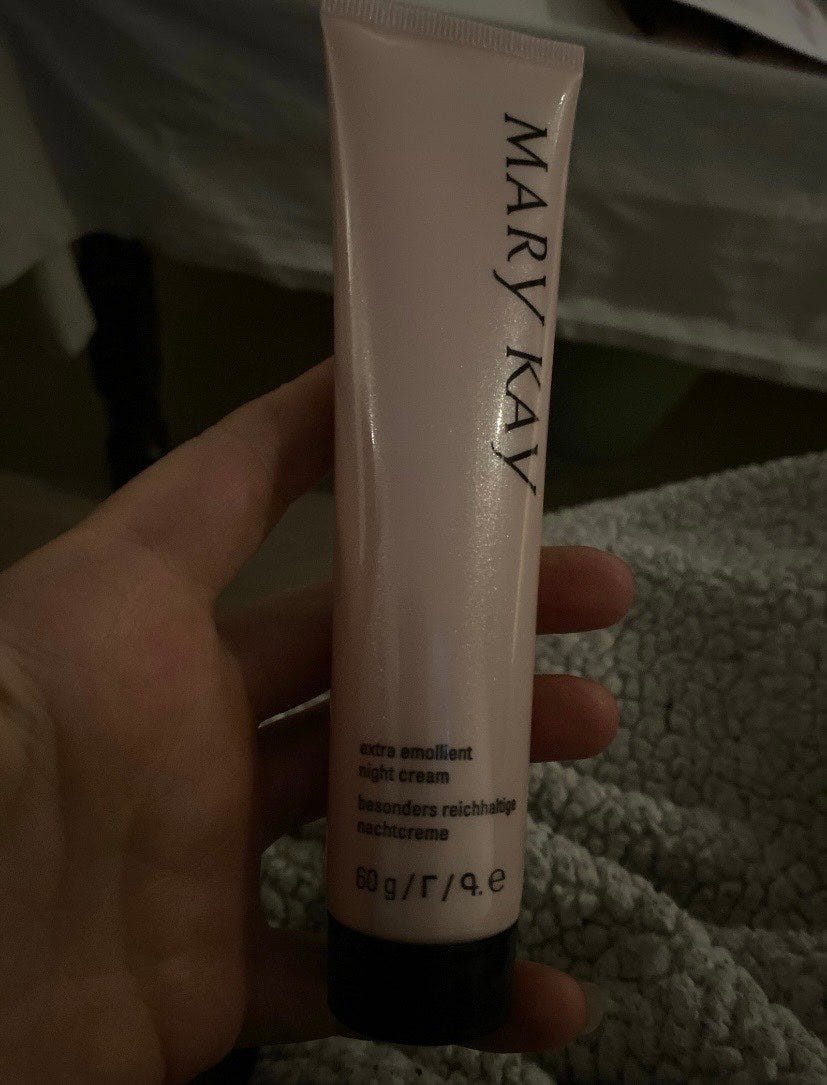 MARY KAY
extra emollient
night cream
besonders reichhaltige
nachtcreme
60 g/г/գ.℮